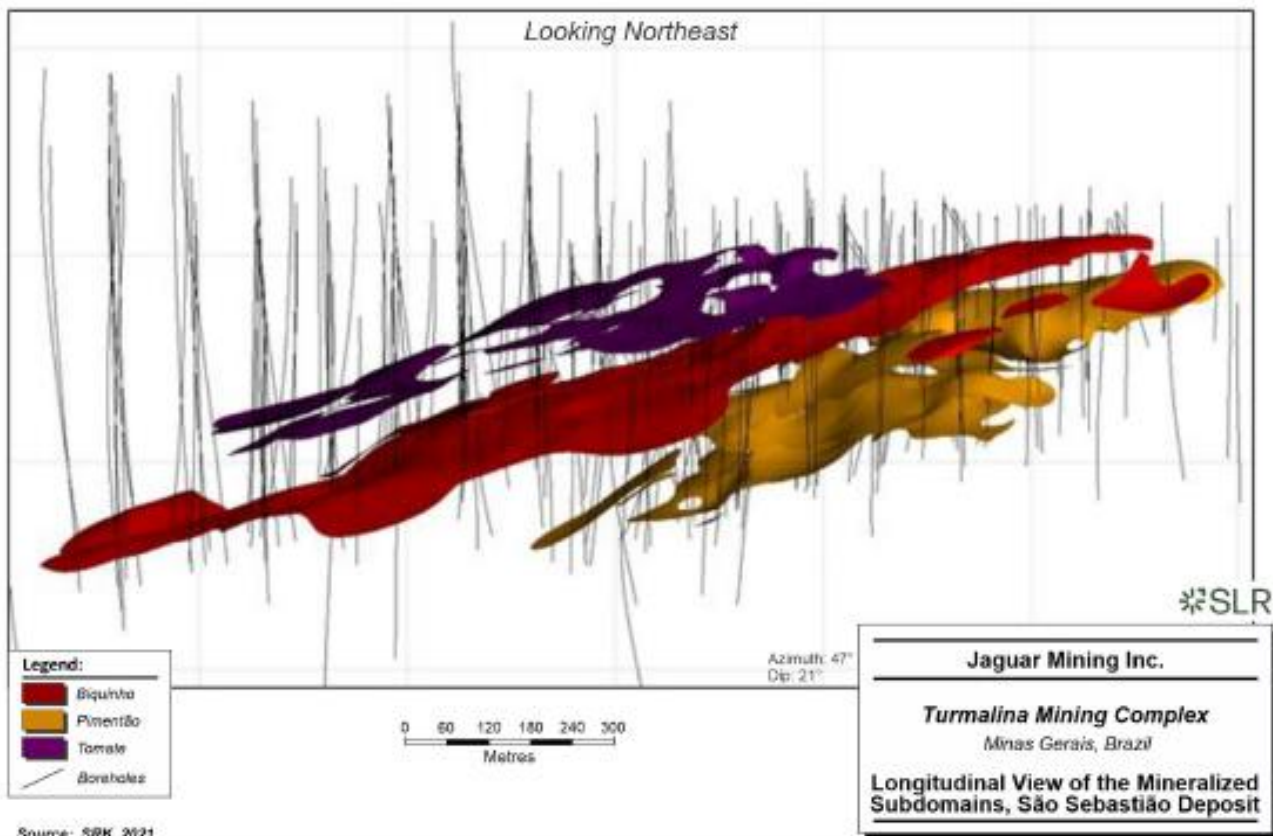 Looking Northeast
SLR
Azimuth: 47°
Dip: 21°
Legend:
Biquinho
Pimentão
Tomate
Boreholes
0 60 120 180 240 300
Metres
Jaguar Mining Inc.
Turmalina Mining Complex
Minas Gerais, Brazil
Longitudinal View of the Mineralized
Subdomains, São Sebastião Deposit
Source: SRK, 2021